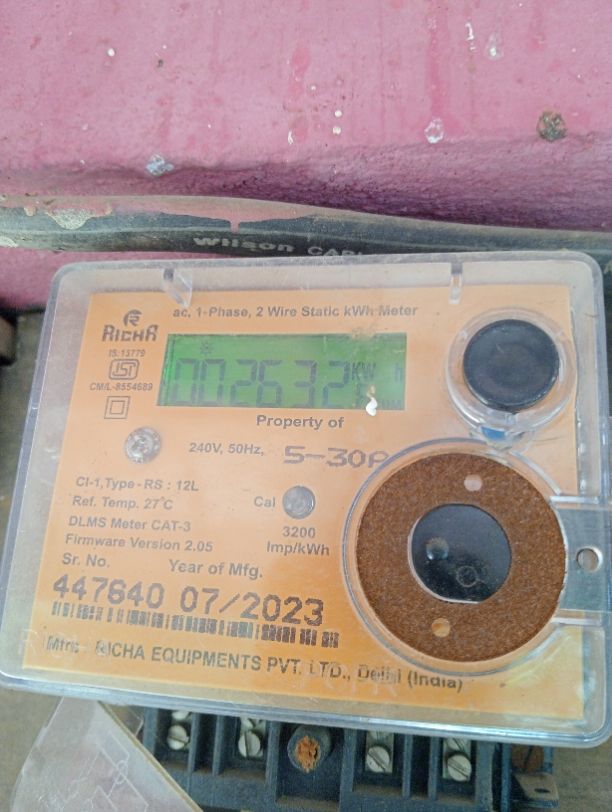 Wilson
ac, 1-Phase, 2 Wire Static kWh Meter
RICHA
IS:13779
ISI
CM/L-8554689
002632 KW h
Property of
240V, 50Hz, 5-30A
Cl-1,Type - RS : 12L
Ref. Temp. 27°C
Cal
DLMS Meter CAT-3
3200
Firmware Version 2.05
Imp/kWh
Sr. No. Year of Mfg.
447640 07/2023
Mfrs : RICHA EQUIPMENTS PVT. LTD., Delhi (India)